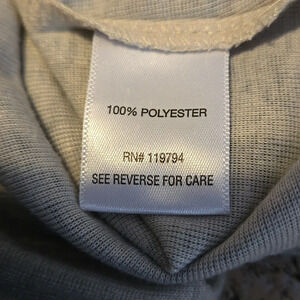 100% POLYESTER
RN# 119794
SEE REVERSE FOR CARE